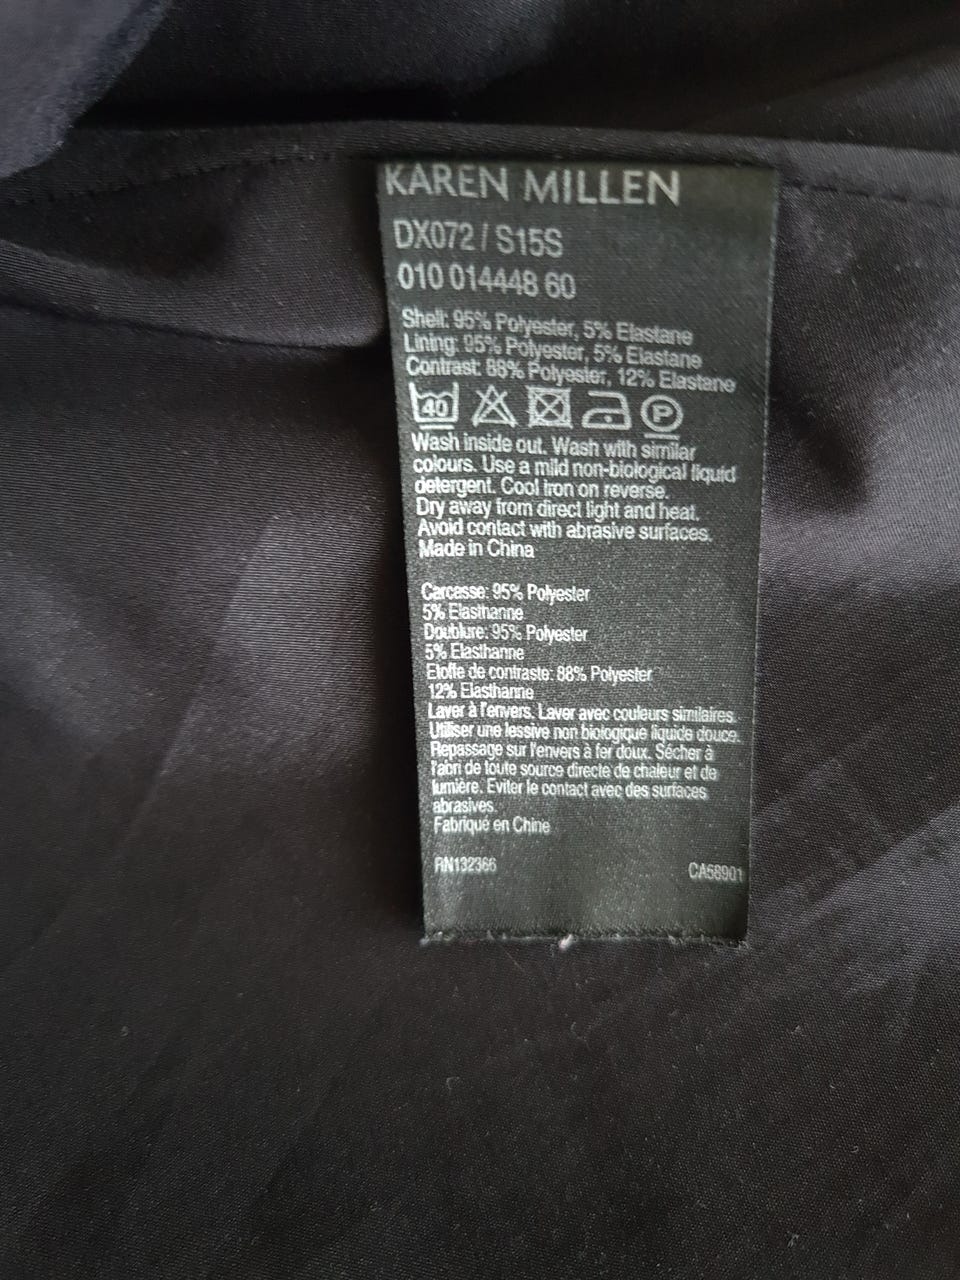 KAREN MILLEN
DX072 / S15S
010 014448 60
Shell: 95% Polyester, 5% Elastane
Lining: 95% Polyester, 5% Elastane
Contrast: 88% Polyester, 12% Elastane
40 P
Wash inside out. Wash with similar
colours. Use a mild non-biological liquid
detergent. Cool iron on reverse.
Dry away from direct light and heat.
Avoid contact with abrasive surfaces.
Made in China
Carcasse: 95% Polyester
5% Elasthanne
Doublure: 95% Polyester
5% Elasthanne
Etoffe de contraste: 88% Polyester
12% Elasthanne
Laver à l'envers. Laver avec couleurs similaires.
Utiliser une lessive non biologique liquide douce.
Repassage sur l'envers à fer doux. Sécher à
l'abri de toute source directe de chaleur et de
lumière. Eviter le contact avec des surfaces
abrasives.
Fabriqué en Chine
RN132366 CA58901